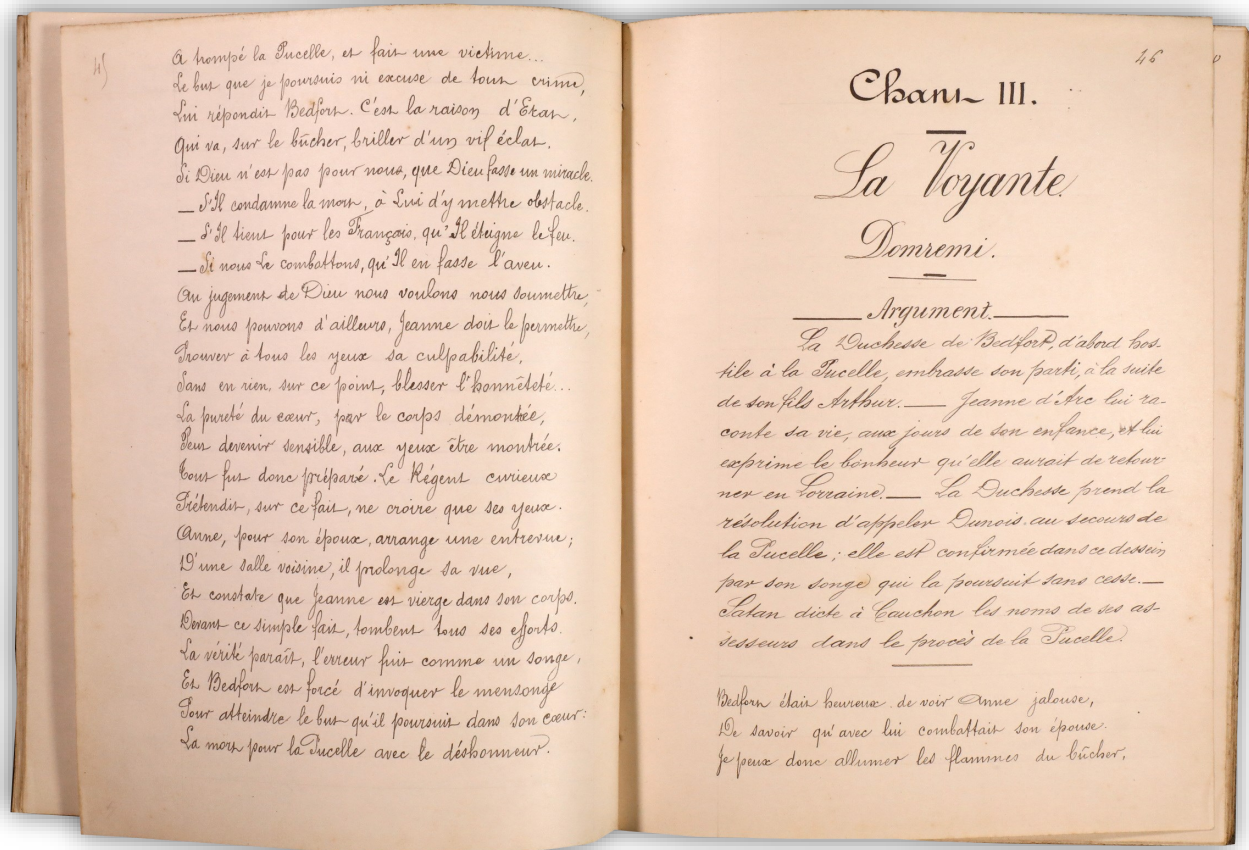 45
A trompé la Pucelle, et fait une victime...
Le but que je poursuis m'excuse de tout crime,
Lui répondit Bedfort. C'est la raison d'Etat,
Qui va, sur le bûcher, briller d'un vif éclat.
Si Dieu n'est pas pour nous, que Dieu fasse un miracle.
— S'Il condamne la mort, à Lui d'y mettre obstacle.
— S'Il tient pour les Français, qu'Il éteigne le feu.
— Si nous Le combattons, qu'Il en fasse l'aveu.
Au jugement de Dieu nous voulons nous soumettre,
Et nous pouvons d'ailleurs, Jeanne doit le permettre,
Prouver à tous les yeux sa culpabilité,
Sans en rien, sur ce point, blesser l'honnêteté...
La pureté du cœur, par le corps démontrée,
Peut devenir sensible, aux yeux être montrée.
Tout fut donc préparé. Le Régent curieux
Prétendit, sur ce fait, ne croire que ses yeux.
Anne, pour son époux, arrange une entrevue;
D'une salle voisine, il prolonge sa vue,
Et constate que Jeanne est vierge dans son corps.
Devant ce simple fait, tombent tous ses efforts.
La vérité paraît, l'erreur fuit comme un songe,
Et Bedfort est forcé d'invoquer le mensonge
Pour atteindre le but qu'il poursuit dans son cœur:
La mort pour la Pucelle avec le déshonneur.
46
Chant III.
La Voyante.
Domremi.
Argument.
La Duchesse de Bedfort, d'abord hos-
tile à la Pucelle, embrasse son parti, à la suite
de son fils Arthur. — Jeanne d'Arc lui ra-
conte sa vie, aux jours de son enfance, et lui
exprime le bonheur qu'elle aurait de retour-
ner en Lorraine. — La Duchesse prend la
résolution d'appeler Dunois au secours de
la Pucelle; elle est confirmée dans ce dessein
par son songe qui la poursuit sans cesse. —
Satan dicte à Cauchon les noms de ses as-
sesseurs dans le procès de la Pucelle.
Bedfort était heureux de voir Anne jalouse,
De savoir qu'avec lui combattait son épouse.
Je peux donc allumer les flammes du bûcher,